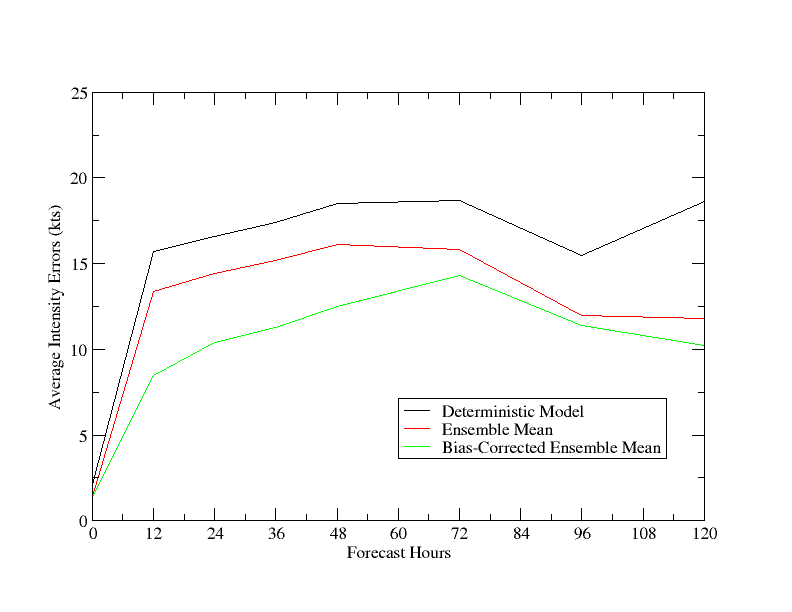 25
20
15
10
5
0
Average Intensity Errors (kts)
Deterministic Model
Ensemble Mean
Bias-Corrected Ensemble Mean
0 12 24 36 48 60 72 84 96 108 120
Forecast Hours